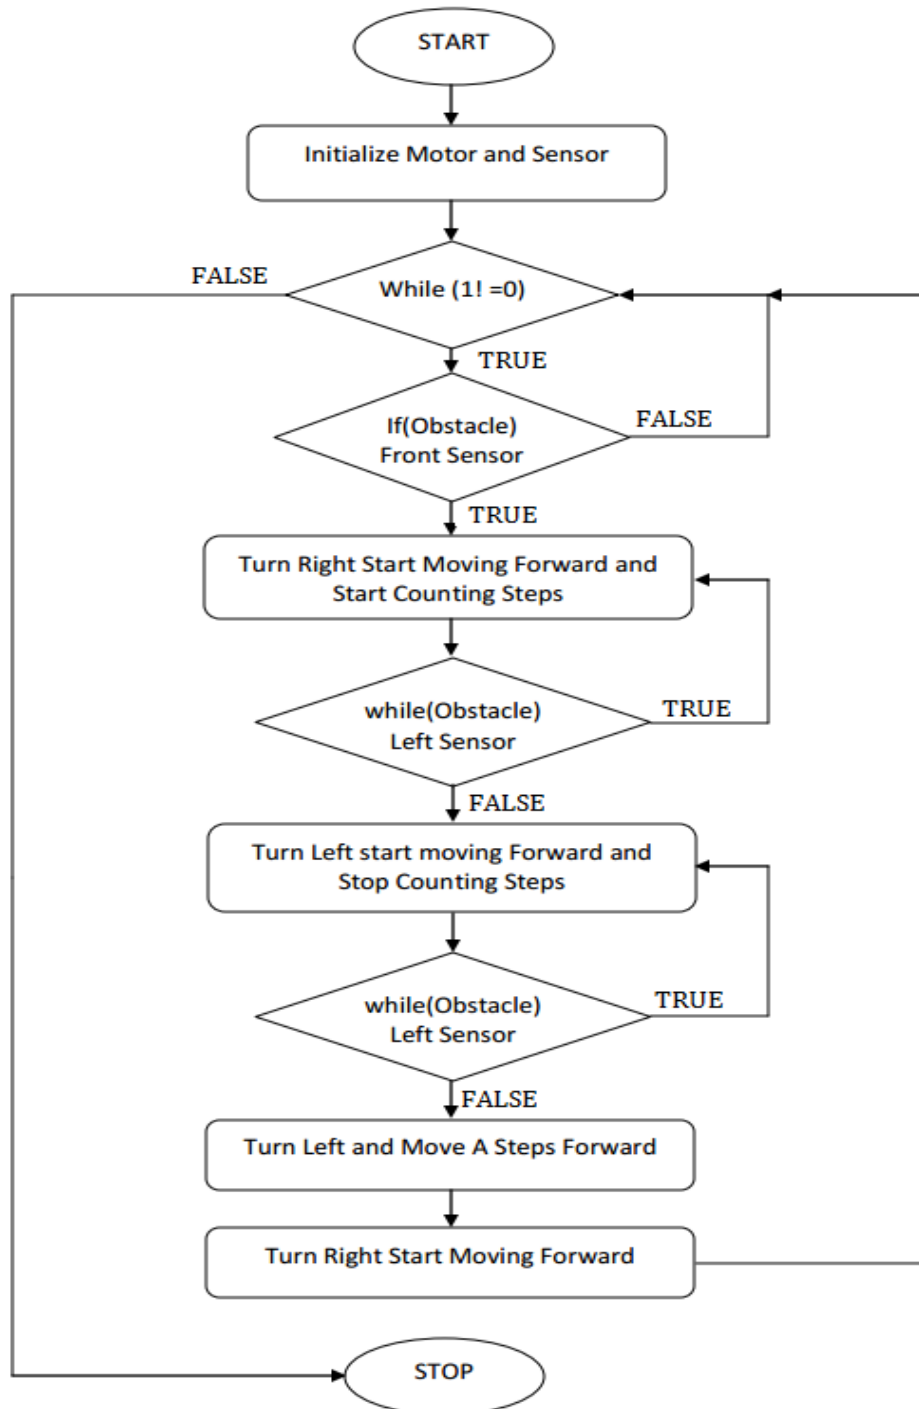 START
Initialize Motor and Sensor
FALSE
While (1! =0)
TRUE
If(Obstacle)
Front Sensor
FALSE
TRUE
Turn Right Start Moving Forward and
Start Counting Steps
while(Obstacle)
Left Sensor
TRUE
FALSE
Turn Left start moving Forward and
Stop Counting Steps
while(Obstacle)
Left Sensor
TRUE
FALSE
Turn Left and Move A Steps Forward
Turn Right Start Moving Forward
STOP